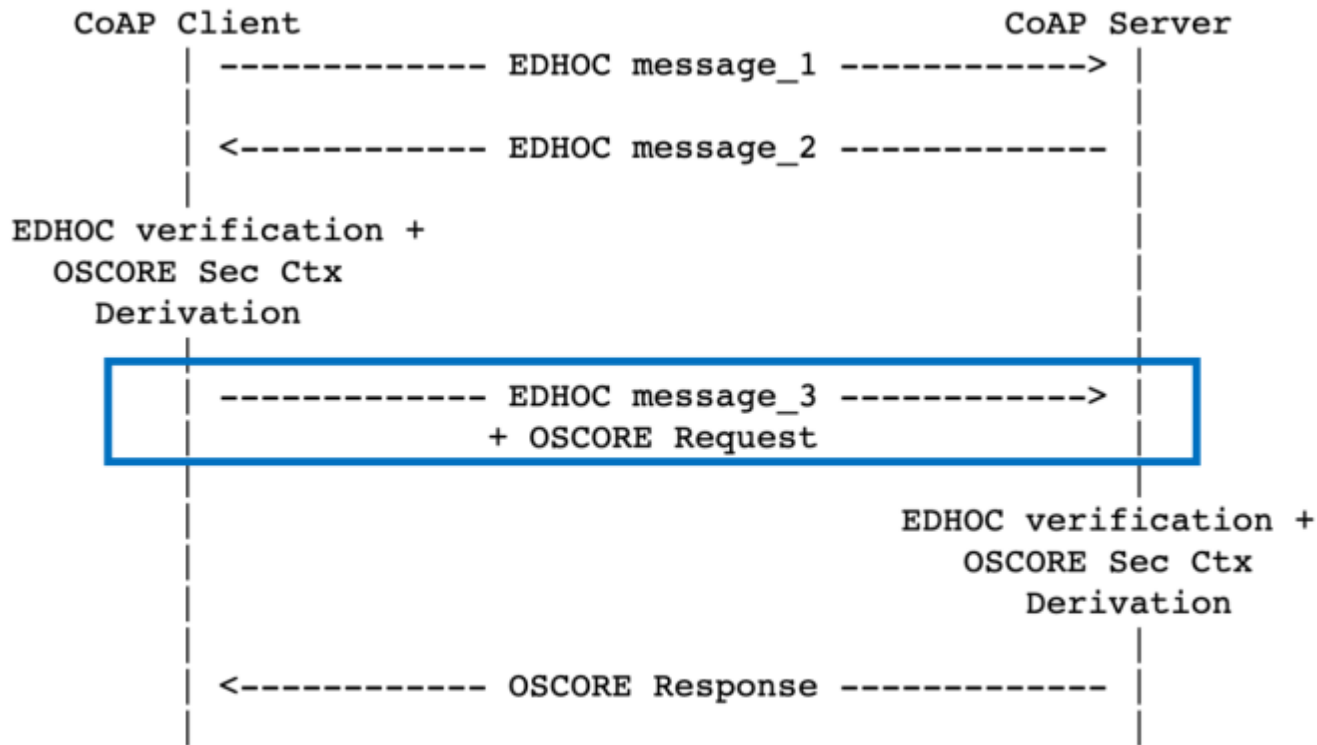 CoAP Client CoAP Server
------------- EDHOC message_1 ------------>
<------------ EDHOC message_2 -------------
EDHOC verification +
OSCORE Sec Ctx
Derivation
------------- EDHOC message_3 ------------>
+ OSCORE Request
EDHOC verification +
OSCORE Sec Ctx
Derivation
<------------ OSCORE Response -------------